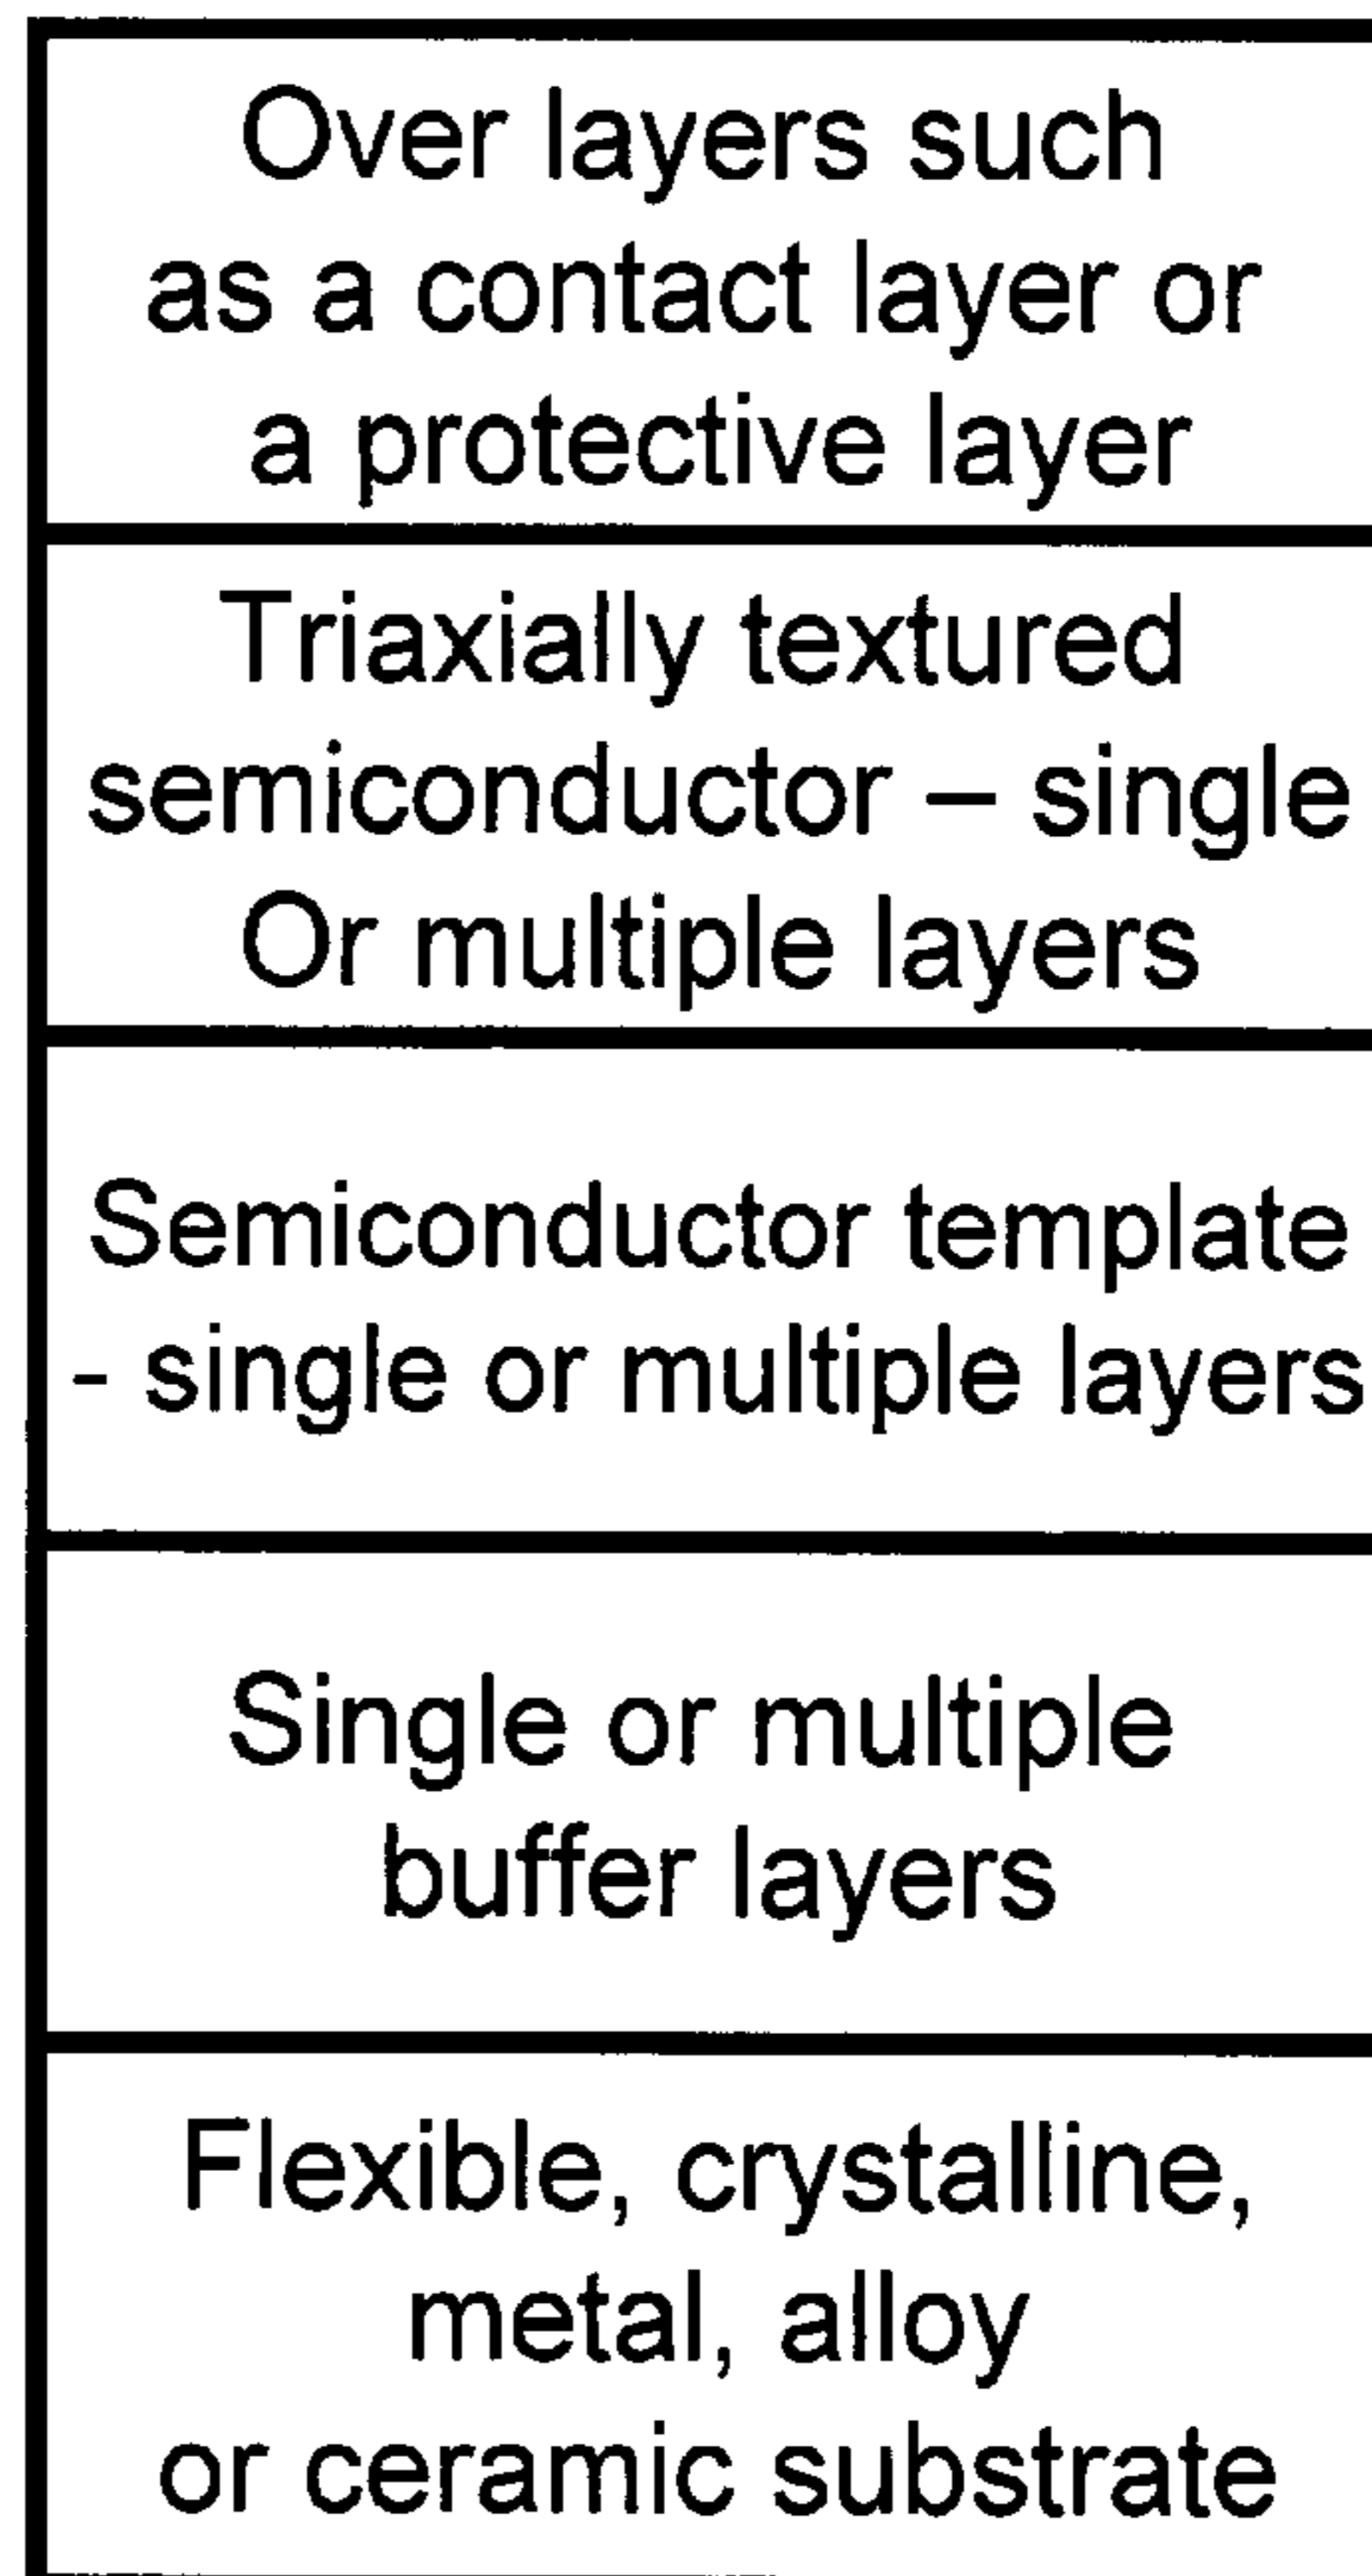 Over layers such
as a contact layer or
a protective layer
Triaxially textured
semiconductor – single
Or multiple layers
Semiconductor template
- single or multiple layers
Single or multiple
buffer layers
Flexible, crystalline,
metal, alloy
or ceramic substrate